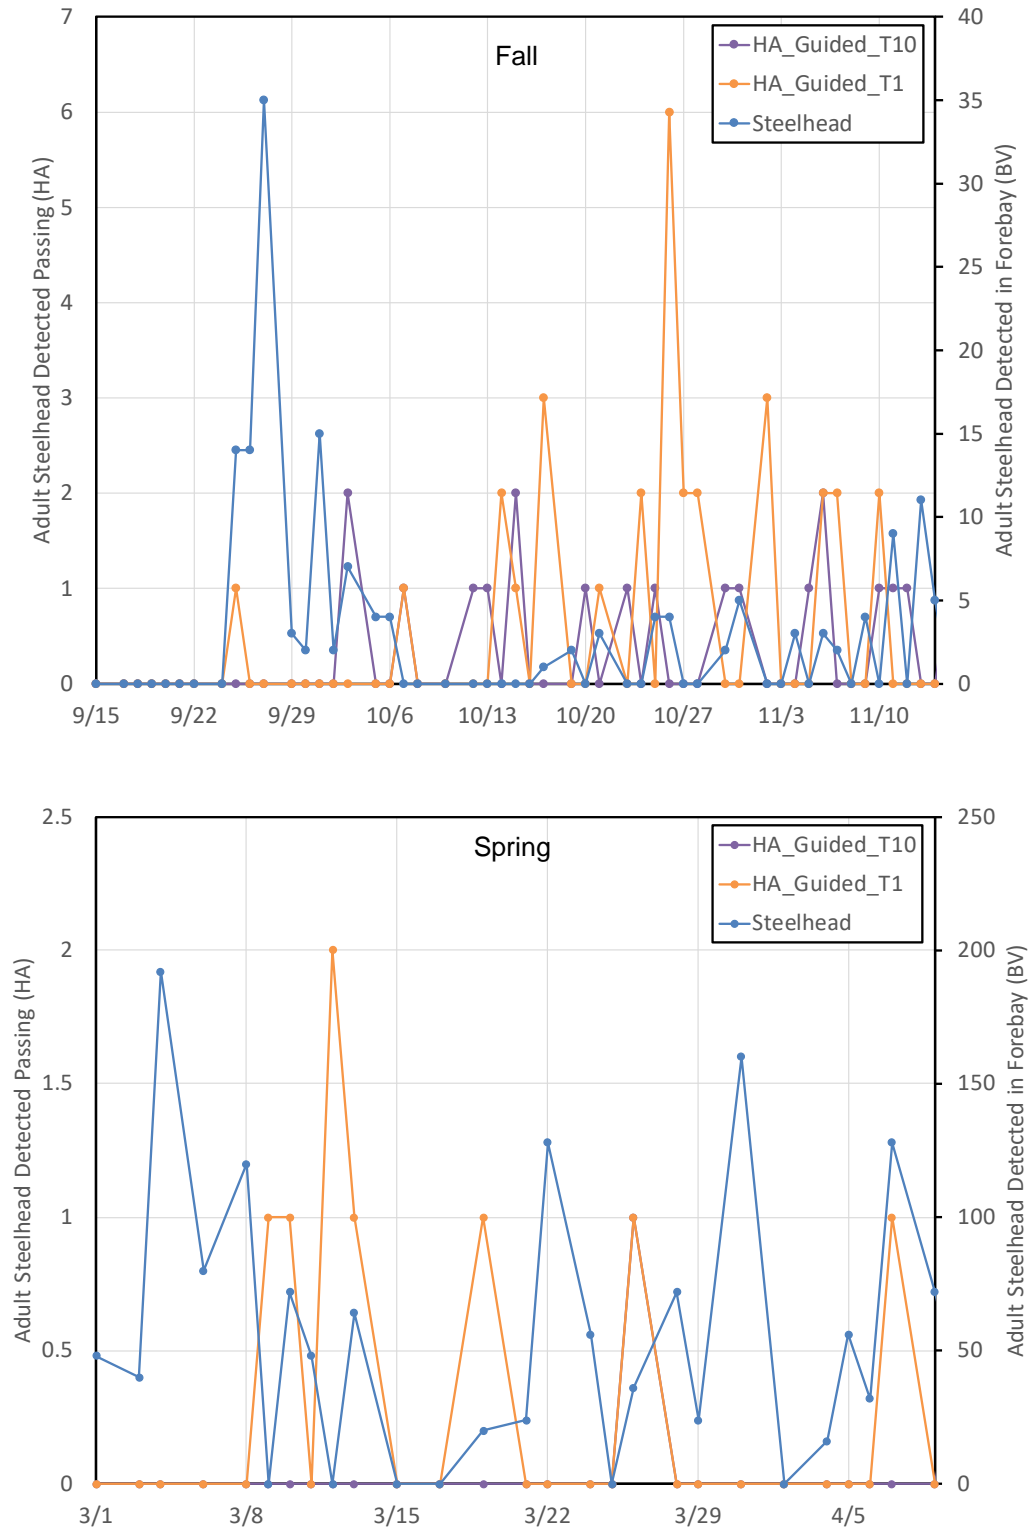 Fall
HA_Guided_T10
HA_Guided_T1
Steelhead
Adult Steelhead Detected Passing (HA)
7
6
5
4
3
2
1
0
Adult Steelhead Detected in Forebay (BV)
40
35
30
25
20
15
10
5
0
9/15 9/22 9/29 10/6 10/13 10/20 10/27 11/3 11/10
Spring
HA_Guided_T10
HA_Guided_T1
Steelhead
Adult Steelhead Detected Passing (HA)
2.5
2
1.5
1
0.5
0
Adult Steelhead Detected in Forebay (BV)
250
200
150
100
50
0
3/1 3/8 3/15 3/22 3/29 4/5